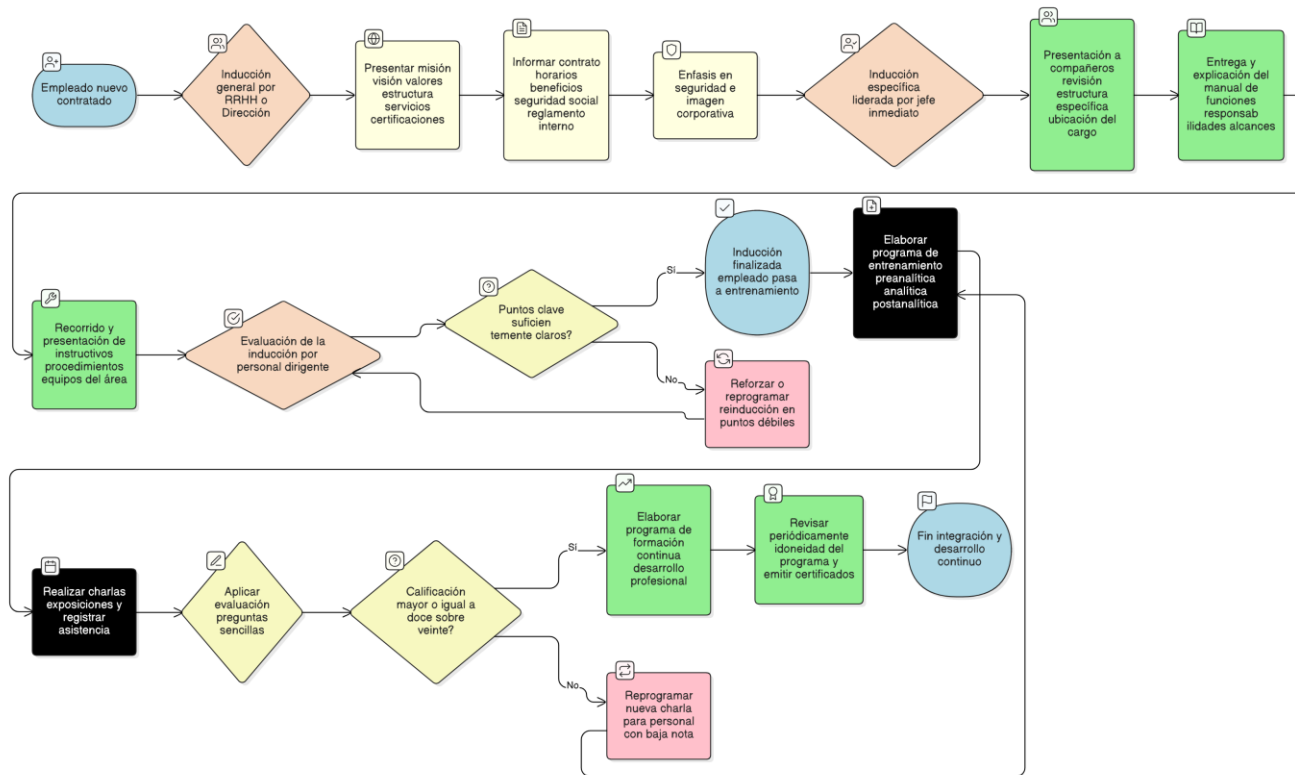 Empleado nuevo
contratado
Inducción
general por
RRHH o
Dirección
Presentar misión
visión valores
estructura
servicios
certificaciones
Informar contrato
horarios
beneficios
seguridad social
reglamento
interno
Enfasis en
seguridad e
imagen
corporativa
Inducción
específica
liderada por jefe
inmediato
Presentación a
compañeros
revisión
estructura
específica
ubicación del
cargo
Entrega y
explicación del
manual de
funciones
responsab
ilidades alcances
Recorrido y
presentación de
instructivos
procedimientos
equipos del área
Evaluación de la
inducción por
personal dirigente
Puntos clave
suficien
temente claros?
Sí
Inducción
finalizada
empleado pasa
a entrenamiento
Elaborar
programa de
entrenamiento
preanalítica
analítica
postanalítica
No
Reforzar o
reprogramar
reinducción en
puntos débiles
Realizar charlas
exposiciones y
registrar
asistencia
Aplicar
evaluación
preguntas
sencillas
Calificación
mayor o igual a
doce sobre
veinte?
Sí
Elaborar
programa de
formación
continua
desarrollo
profesional
Revisar
periódicamente
idoneidad del
programa y
emitir certificados
Fin integración y
desarrollo
continuo
No
Reprogramar
nueva charla
para personal
con baja nota